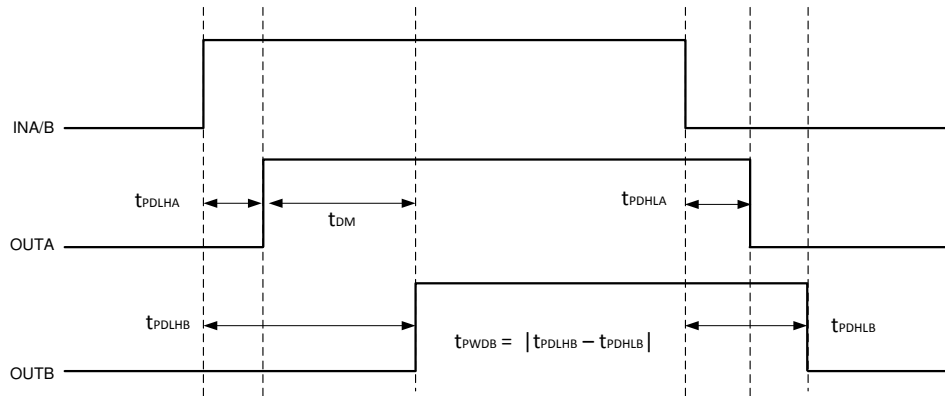 INA/B
tPDLHA
tPDHLA
tDM
OUTA
tPDLHB
tPWDB = |tPDLHB – tPDHLB|
tPDHLB
OUTB